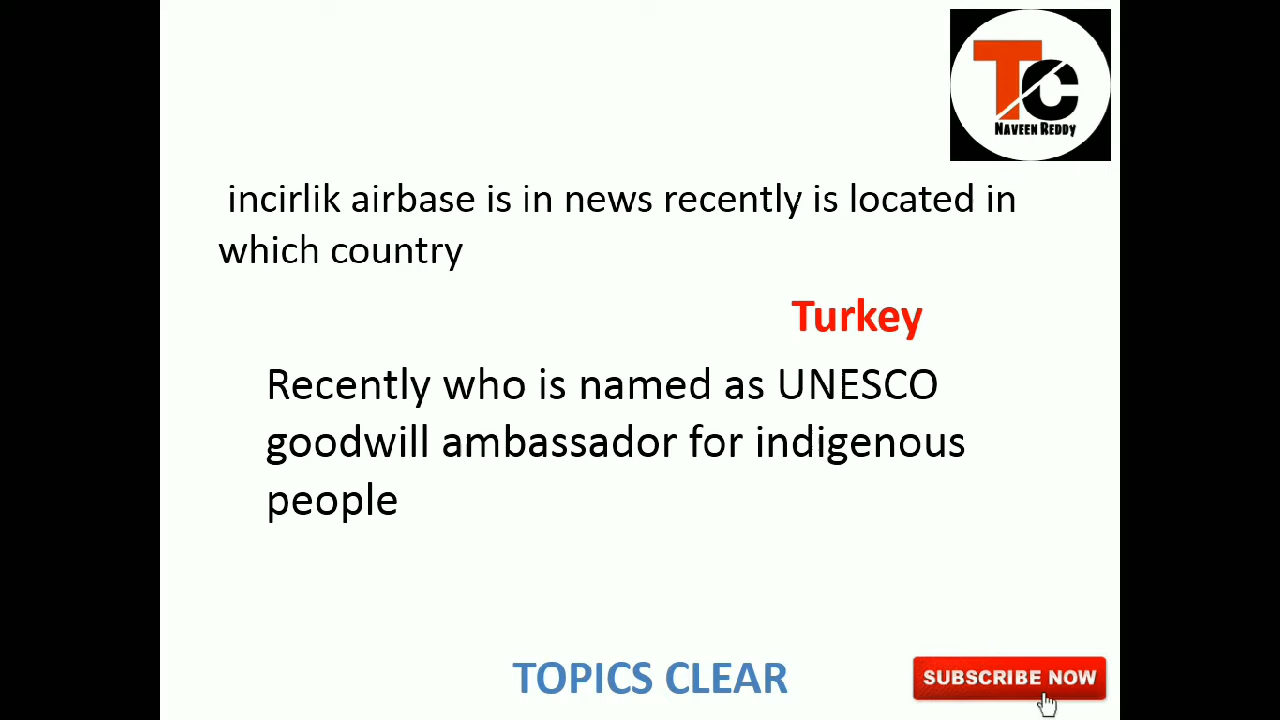 TC
NAVEEN REDDY
incirlik airbase is in news recently is located in
which country
Turkey
Recently who is named as UNESCO
goodwill ambassador for indigenous
people
TOPICS CLEAR
SUBSCRIBE NOW